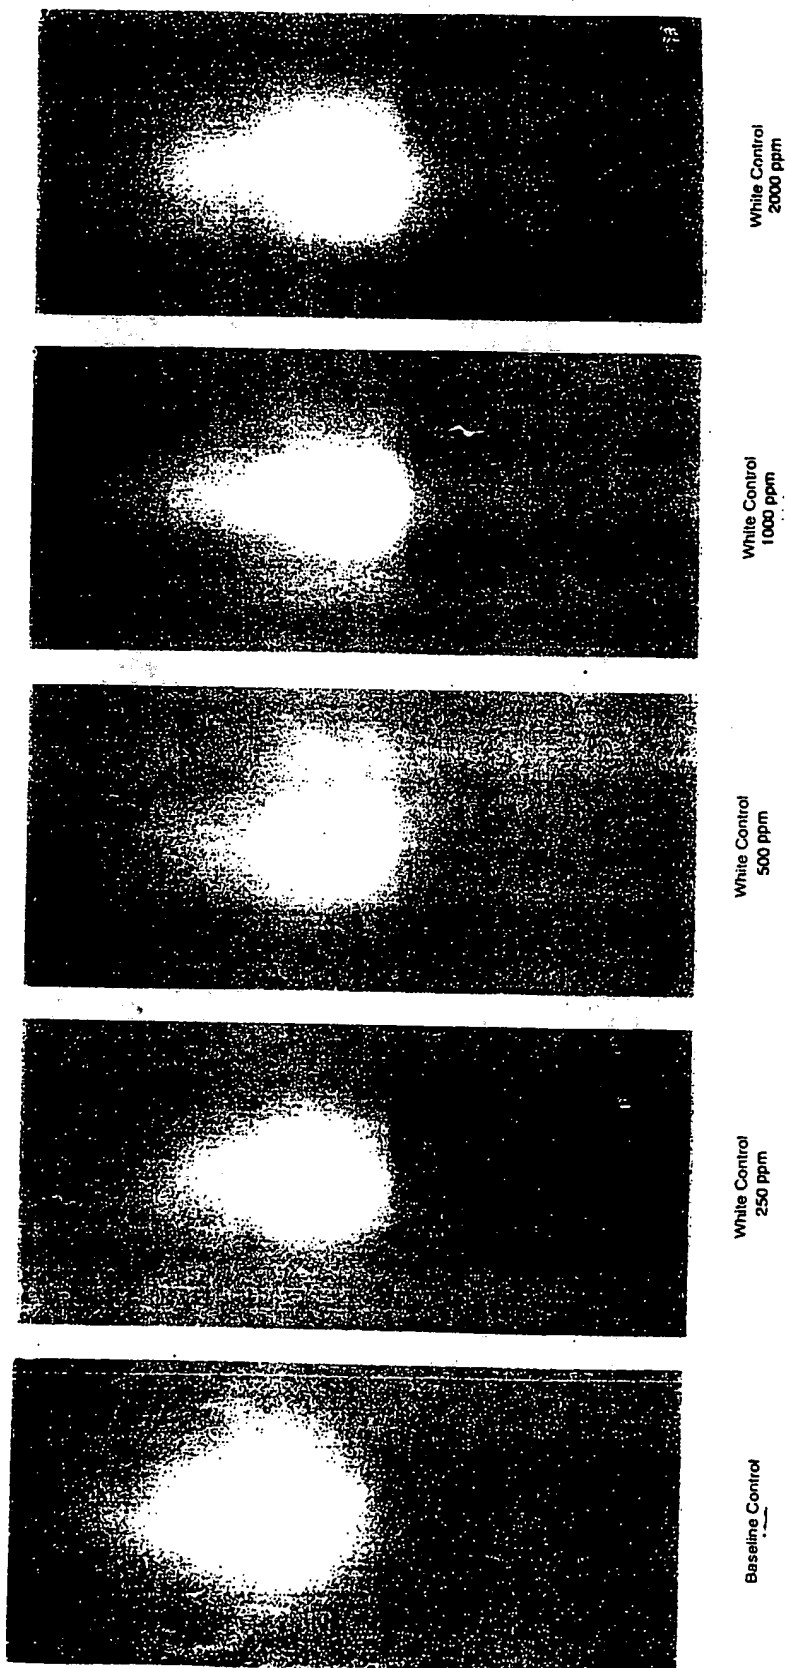 White Control
2000 ppm
White Control
1000 ppm
White Control
500 ppm
White Control
250 ppm
Baseline Control